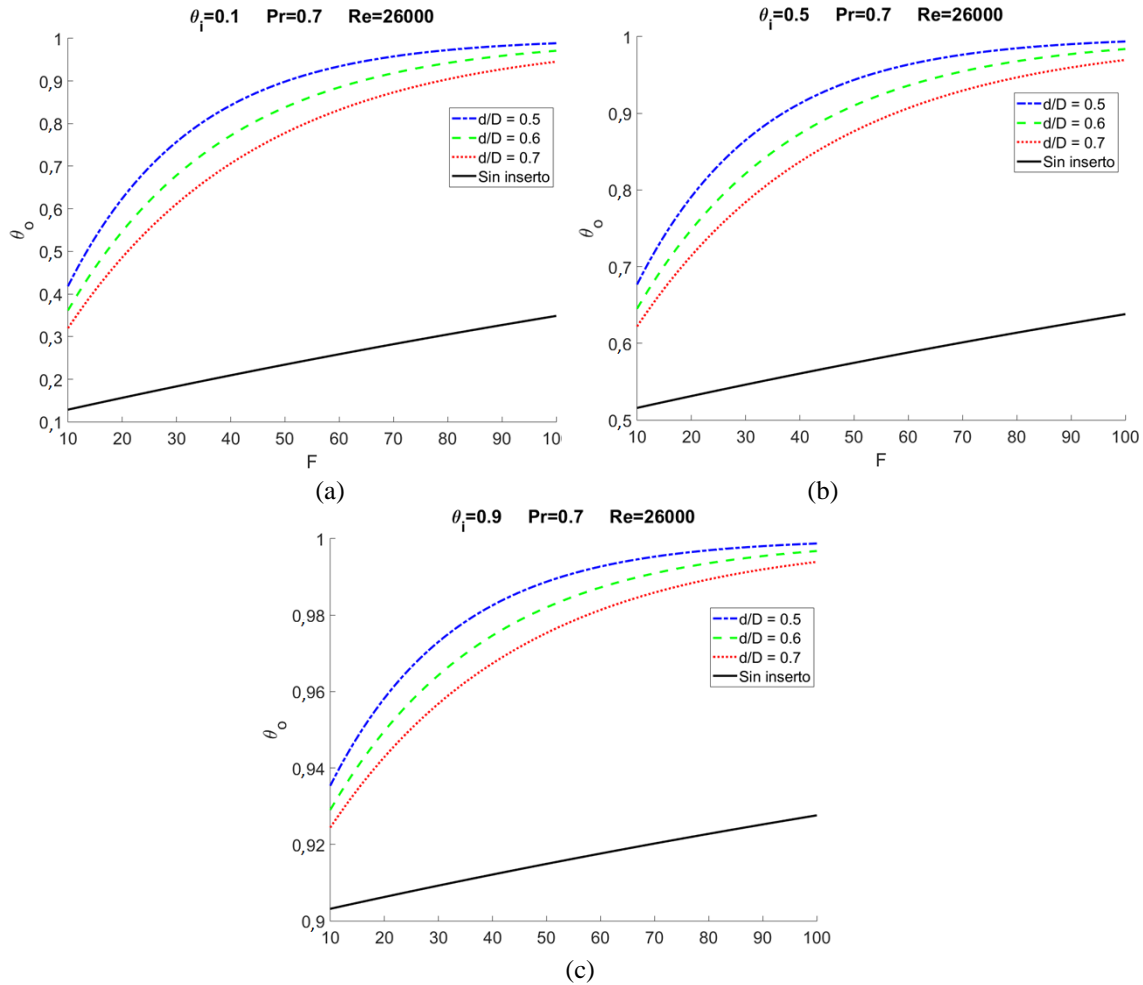 θi=0.1 Pr=0.7 Re=26000
1
0,9
0,8
0,7
0,6
0,5
0,4
0,3
0,2
0,1
θo
d/D = 0.5
d/D = 0.6
d/D = 0.7
Sin inserto
10 20 30 40 50 60 70 80 90 100
F
(a)
θi=0.5 Pr=0.7 Re=26000
1
0,9
0,8
0,7
0,6
0,5
θo
d/D = 0.5
d/D = 0.6
d/D = 0.7
Sin inserto
10 20 30 40 50 60 70 80 90 100
F
(b)
θi=0.9 Pr=0.7 Re=26000
1
0,98
0,96
0,94
0,92
0,9
θo
d/D = 0.5
d/D = 0.6
d/D = 0.7
Sin inserto
10 20 30 40 50 60 70 80 90 100
(c)